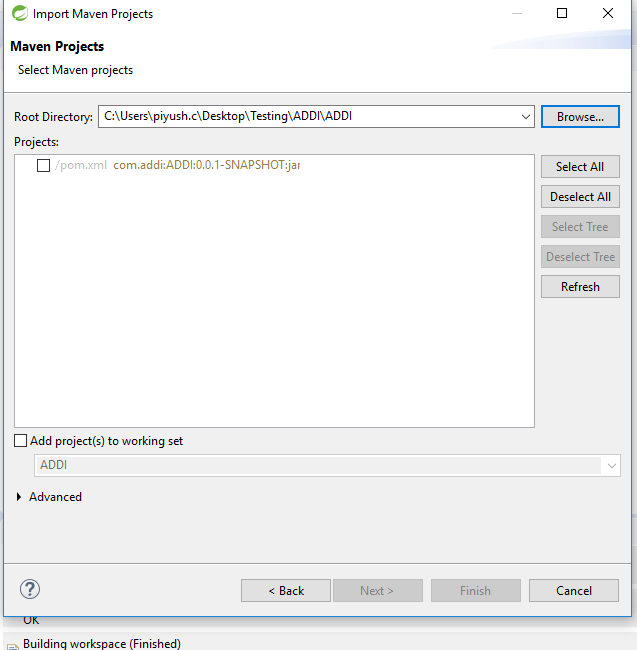 Import Maven Projects
Maven Projects
Select Maven projects
Root Directory: C:\Users\piyush.c\Desktop\Testing\ADDI\ADDI Browse...
Projects:
/pom.xml com.addi:ADDI:0.0.1-SNAPSHOT:jar
Select All
Deselect All
Select Tree
Deselect Tree
Refresh
Add project(s) to working set
ADDI
Advanced
? < Back Next > Finish Cancel
OK
Building workspace (Finished)